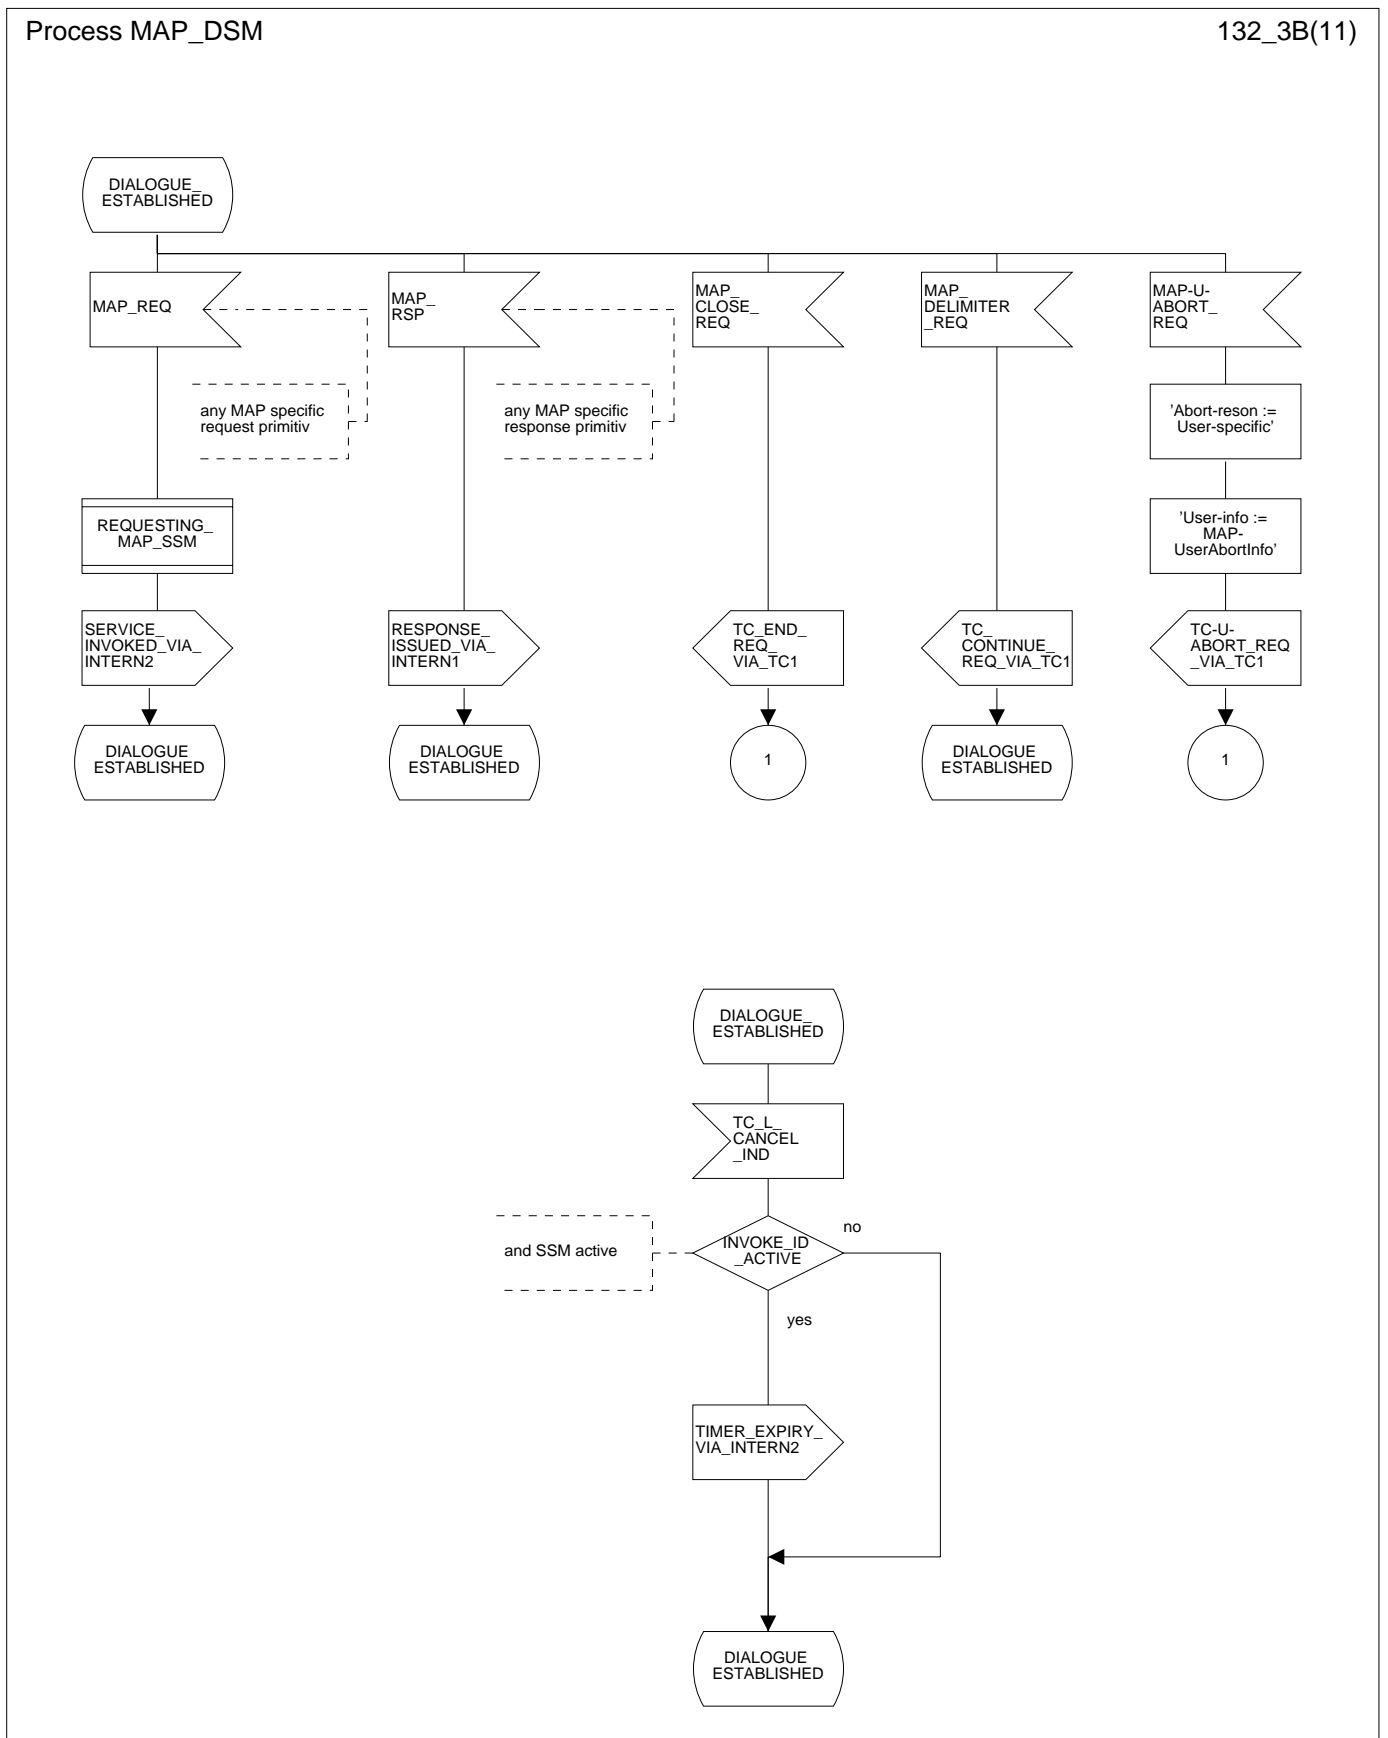 Process MAP_DSM
132_3B(11)
DIALOGUE_
ESTABLISHED
MAP_REQ
MAP_
RSP
MAP_
CLOSE_
REQ
MAP_
DELIMITER
_REQ
MAP-U-
ABORT_
REQ
any MAP specific
request primitiv
any MAP specific
response primitiv
'Abort-reson :=
User-specific'
REQUESTING_
MAP_SSM
'User-info :=
MAP-
UserAbortInfo'
SERVICE_
INVOKED_VIA_
INTERN2
RESPONSE_
ISSUED_VIA_
INTERN1
TC_END_
REQ_
VIA_TC1
TC_
CONTINUE_
REQ_VIA_TC1
TC-U-
ABORT_REQ
_VIA_TC1
DIALOGUE
ESTABLISHED
DIALOGUE
ESTABLISHED
1
DIALOGUE
ESTABLISHED
1
DIALOGUE_
ESTABLISHED
TC_L_
CANCEL
_IND
and SSM active
INVOKE_ID
_ACTIVE
no
yes
TIMER_EXPIRY_
VIA_INTERN2
DIALOGUE
ESTABLISHED